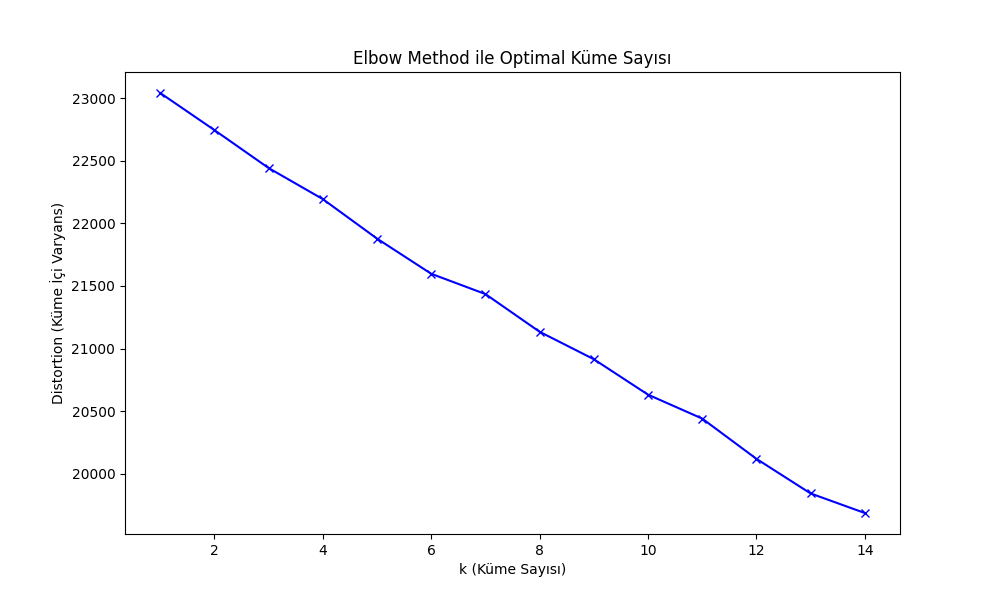 Elbow Method ile Optimal Küme Sayısı
Distortion (Küme İçi Varyans)
23000
22500
22000
21500
21000
20500
20000
2 4 6 8 10 12 14
k (Küme Sayısı)